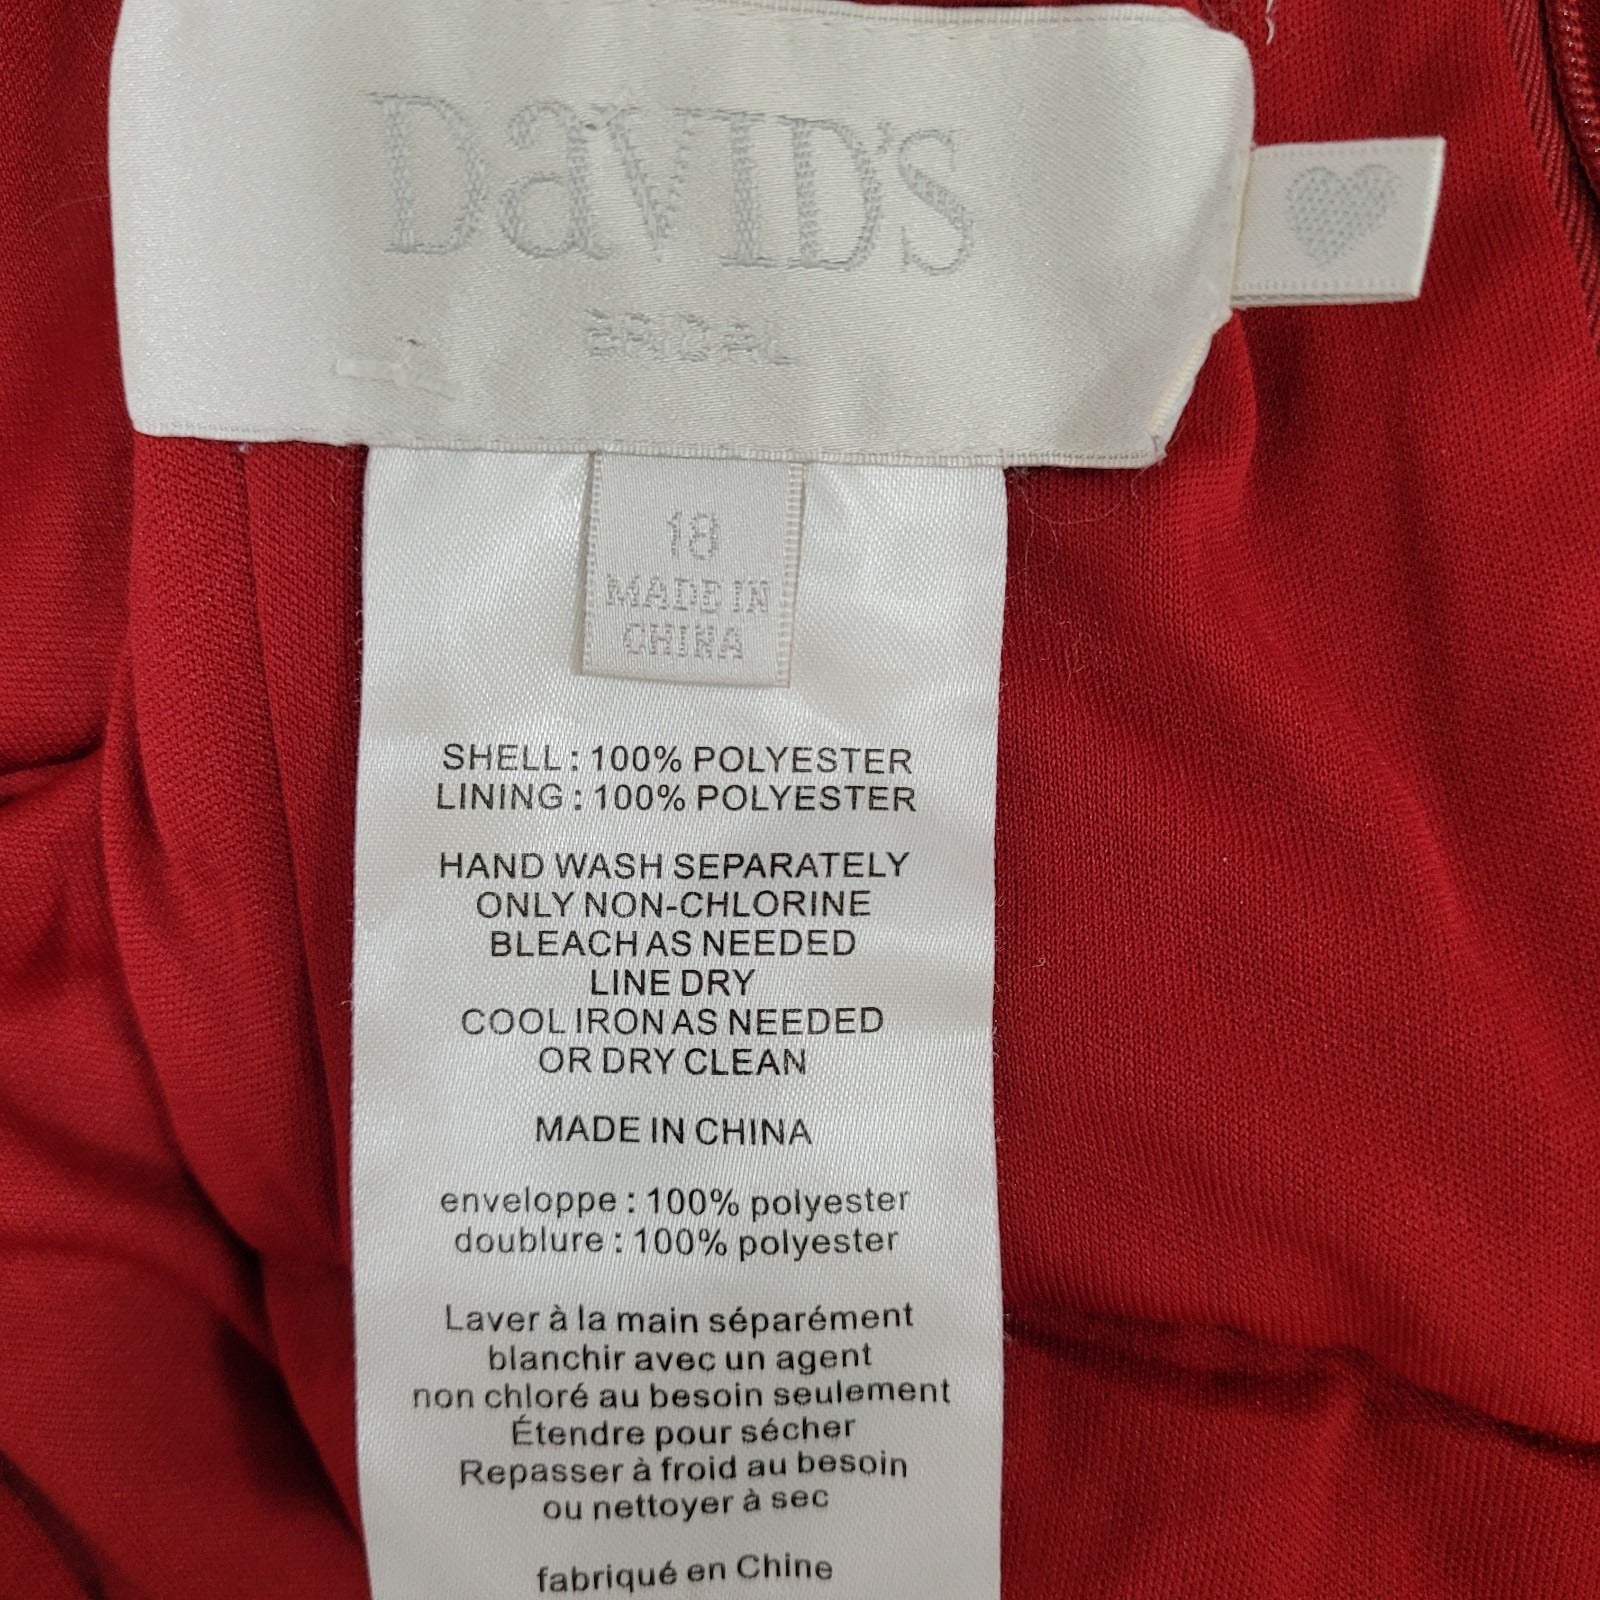 DAVID'S
BRIDAL
18
MADE IN
CHINA
SHELL : 100% POLYESTER
LINING : 100% POLYESTER
HAND WASH SEPARATELY
ONLY NON-CHLORINE
BLEACH AS NEEDED
LINE DRY
COOL IRON AS NEEDED
OR DRY CLEAN
MADE IN CHINA
enveloppe : 100% polyester
doublure : 100% polyester
Laver à la main séparément
blanchir avec un agent
non chloré au besoin seulement
Étendre pour sécher
Repasser à froid au besoin
ou nettoyer à sec
fabriqué en Chine